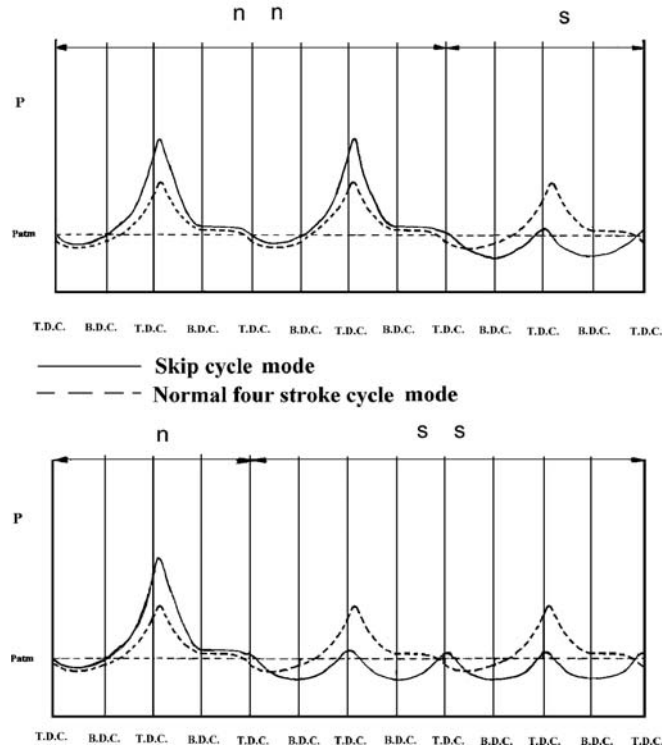 n n s
P
Patm
T.D.C. B.D.C. T.D.C. B.D.C. T.D.C. B.D.C. T.D.C. B.D.C. T.D.C. B.D.C. T.D.C. B.D.C. T.D.C.
Skip cycle mode
Normal four stroke cycle mode
n s s
P
Patm
T.D.C. B.D.C. T.D.C. B.D.C. T.D.C. B.D.C. T.D.C. B.D.C. T.D.C. B.D.C. T.D.C. B.D.C. T.D.C.